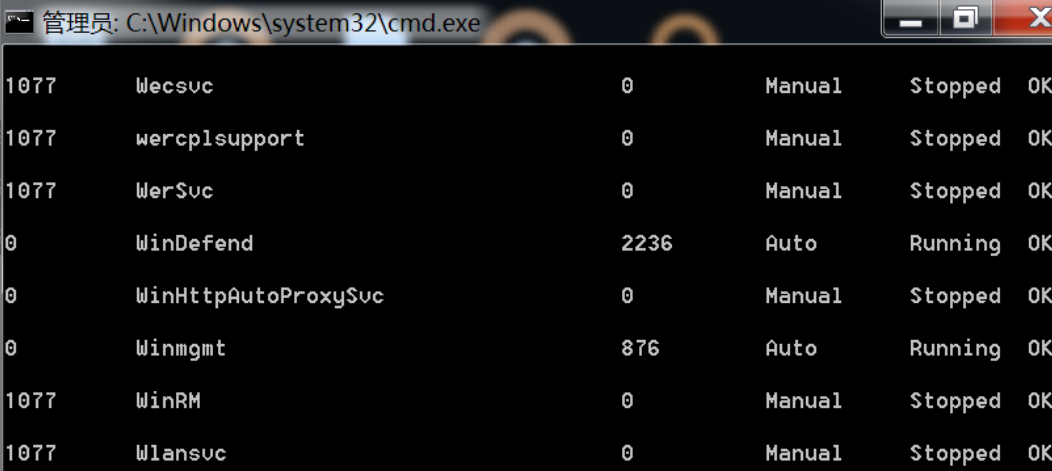 管理员: C:\Windows\system32\cmd.exe
1077 Wecsvc 0 Manual Stopped OK
1077 wercplsupport 0 Manual Stopped OK
1077 WerSvc 0 Manual Stopped OK
0 WinDefend 2236 Auto Running OK
0 WinHttpAutoProxySvc 0 Manual Stopped OK
0 Winmgmt 876 Auto Running OK
1077 WinRM 0 Manual Stopped OK
1077 Wlansvc 0 Manual Stopped OK